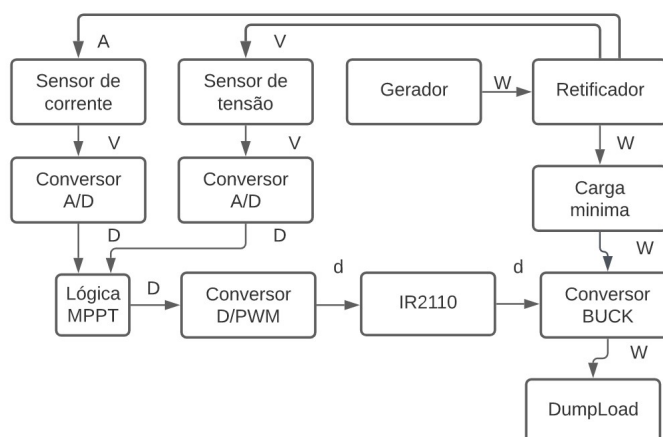 A
V
Sensor de
corrente
Sensor de
tensão
Gerador
W
Retificador
V
V
W
Conversor
A/D
Conversor
A/D
Carga
minima
D
D
W
Lógica
MPPT
D
Conversor
D/PWM
d
IR2110
d
Conversor
BUCK
W
DumpLoad